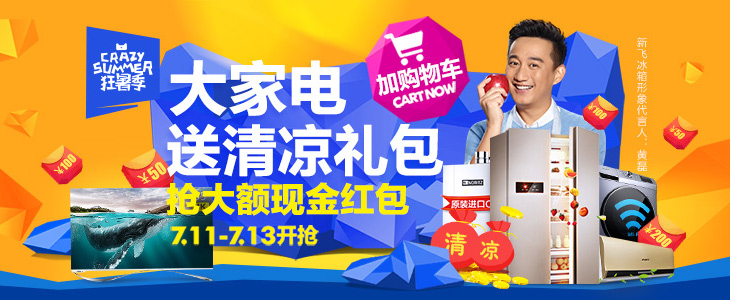 CRAZY
SUMMER
狂暑季
大家电
送清凉礼包
抢大额现金红包
7.11-7.13开抢
加购物车
CART NOW
新飞冰箱形象代言人：黄磊
¥100
¥50
¥100
¥50
¥200
原装进口
清凉